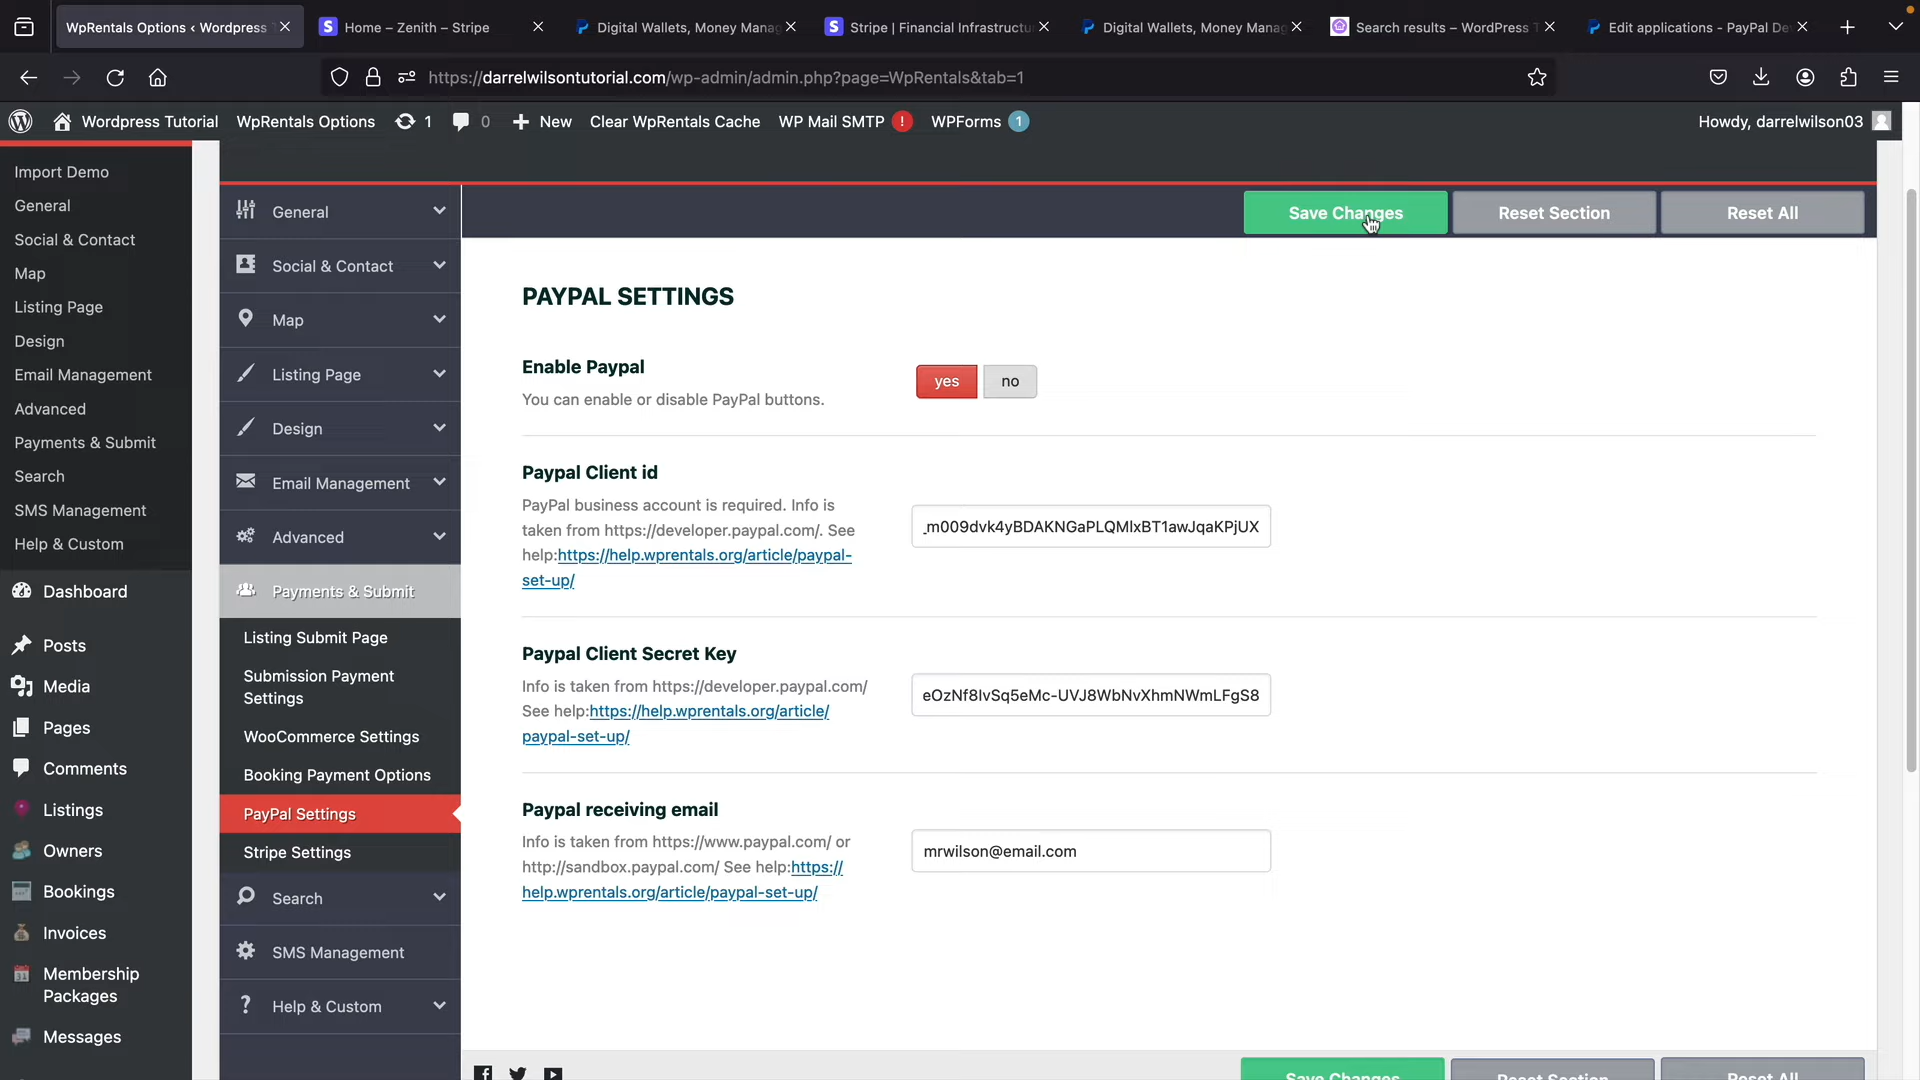 WpRentals Options ‹ Wordpress T
Home – Zenith – Stripe
Digital Wallets, Money Manag
Stripe | Financial Infrastructu
Digital Wallets, Money Manag
Search results – WordPress T
Edit applications - PayPal De
https://darrelwilsontutorial.com/wp-admin/admin.php?page=WpRentals&tab=1
Wordpress Tutorial
WpRentals Options
1
0
New
Clear WpRentals Cache
WP Mail SMTP !
WPForms 1
Howdy, darrelwilson03
Import Demo
General
Social & Contact
Map
Listing Page
Design
Email Management
Advanced
Payments & Submit
Search
SMS Management
Help & Custom
Dashboard
Posts
Media
Pages
Comments
Listings
Owners
Bookings
Invoices
Membership
Packages
Messages
General
Social & Contact
Map
Listing Page
Design
Email Management
Advanced
Payments & Submit
Listing Submit Page
Submission Payment
Settings
WooCommerce Settings
Booking Payment Options
PayPal Settings
Stripe Settings
Search
SMS Management
Help & Custom
Save Changes
Reset Section
Reset All
PAYPAL SETTINGS
Enable Paypal
You can enable or disable PayPal buttons.
yes
no
Paypal Client id
PayPal business account is required. Info is
taken from https://developer.paypal.com/. See
help:https://help.wprentals.org/article/paypal-
set-up/
_m009dvk4yBDAKNGaPLQMlxBT1awJqaKPjUX
Paypal Client Secret Key
Info is taken from https://developer.paypal.com/
See help:https://help.wprentals.org/article/
paypal-set-up/
eOzNf8lvSq5eMc-UVJ8WbNvXhmNWmLFgS8
Paypal receiving email
Info is taken from https://www.paypal.com/ or
http://sandbox.paypal.com/ See help:https://
help.wprentals.org/article/paypal-set-up/
mrwilson@email.com
Save Changes
Reset Section
Reset All